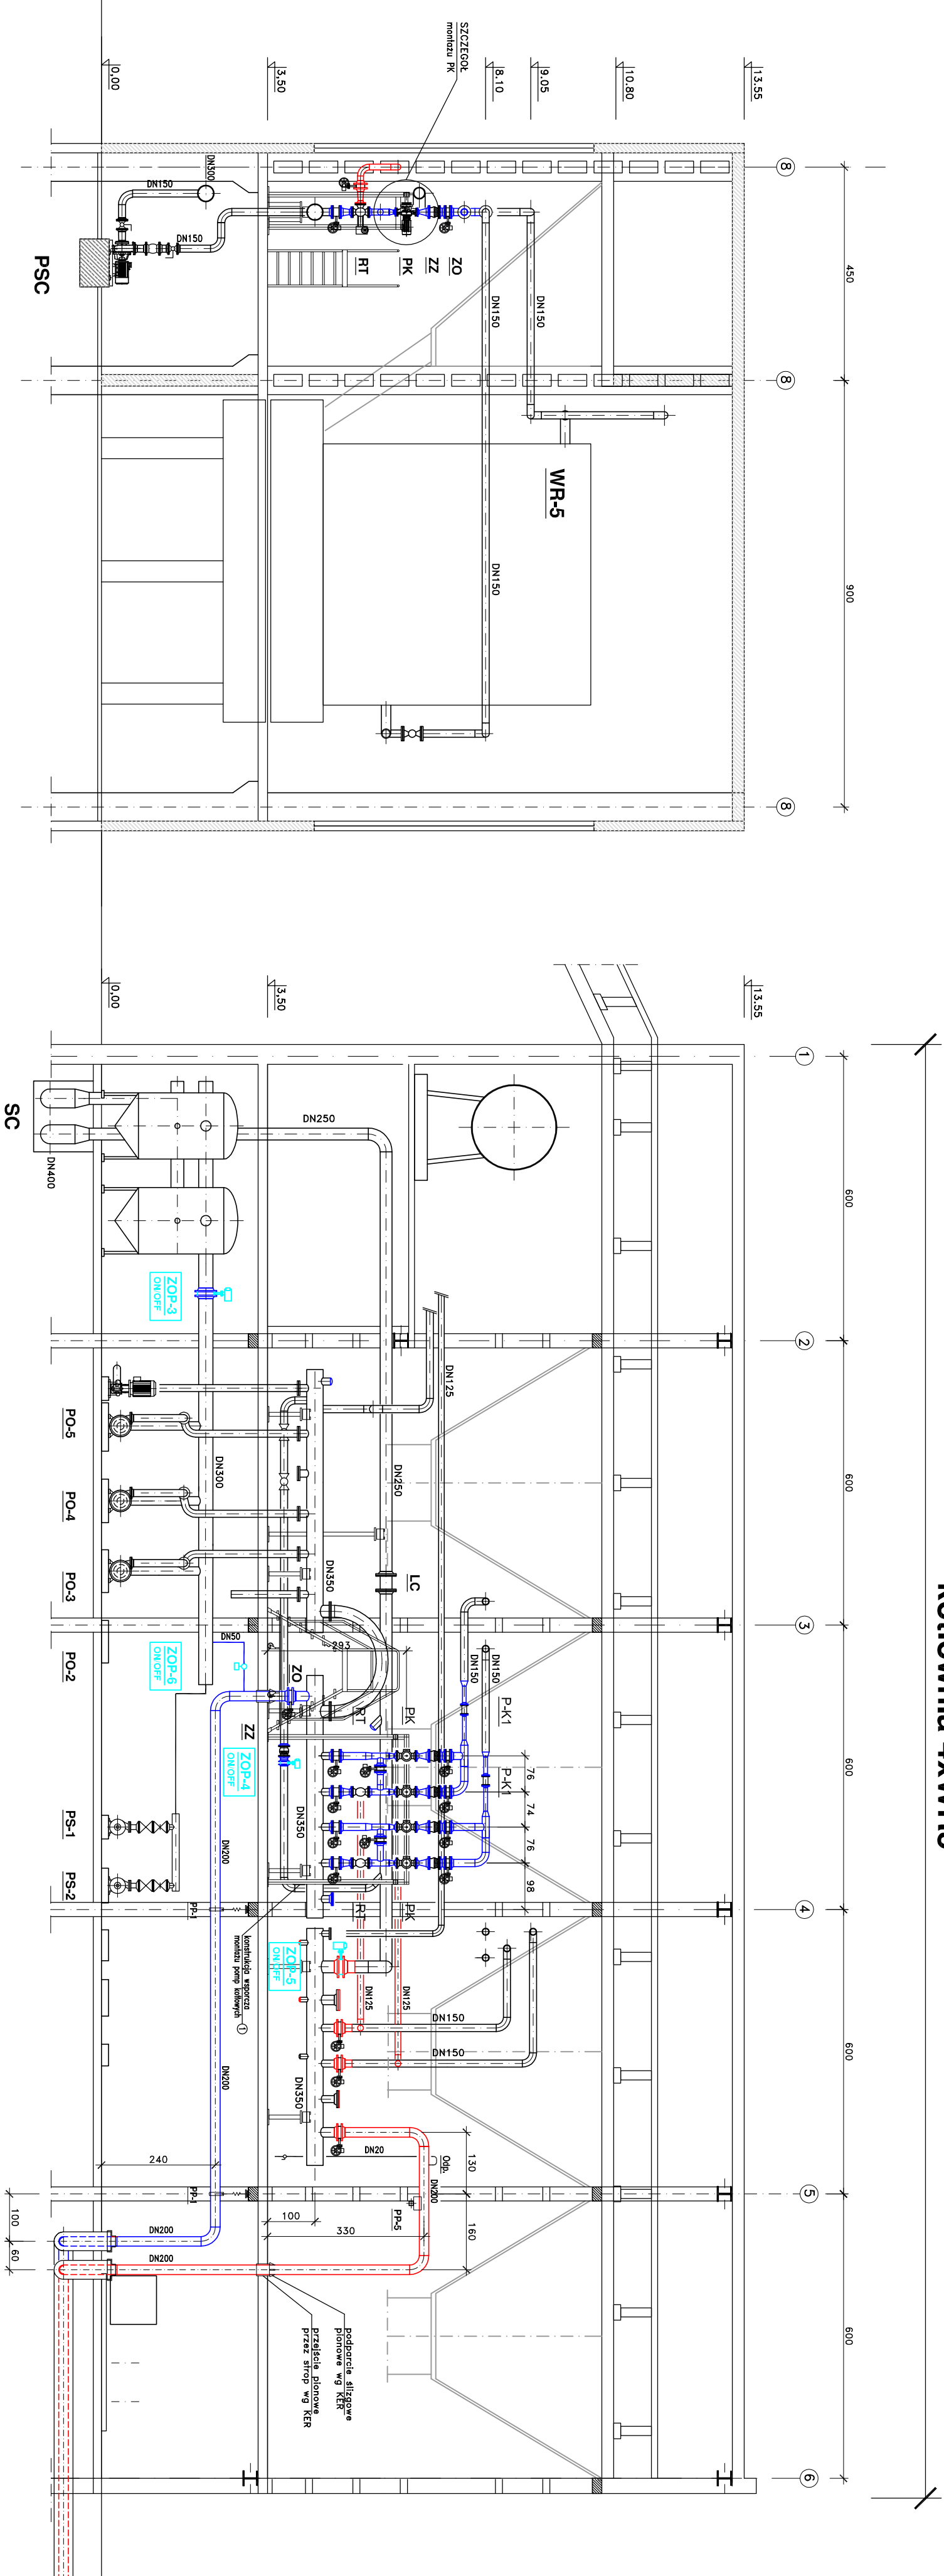 13.55
10.80
9.05
8.10
3,50
0,00
SZCZEGÓŁ
montażu PK
8
450
8
900
8
DN300
DN150
DN150
ZO
ZZ
PK
RT
PSC
DN150
DN150
DN150
WR-5
13.55
3,50
0,00
1
600
2
600
3
600
4
600
5
600
6
DN250
DN400
SC
ZOP-3
ON\OFF
DN125
DN250
DN300
DN350
LC
PO-5
PO-4
PO-3
PO-2
PS-1
PS-2
DN50
ZOP-6
ON\OFF
293
ZO
ZZ
ZOP-4
ON\OFF
RT
PK
DN150
DN150
P-K1
P-K1
76
74
76
98
DN350
DN200
RT
PK
PP-1
konstrukcja wsporcza
montażu pomp kotłowych
1
ZOP-5
ON\OFF
DN125
DN125
DN150
DN150
DN350
DN200
DN20
Odp.
130
160
DN200
PP-5
PP-1
240
100
330
100
60
DN200
DN200
podparcie ślizgowe
pionowe wg KER
przejście pionowe
przez strop wg KER